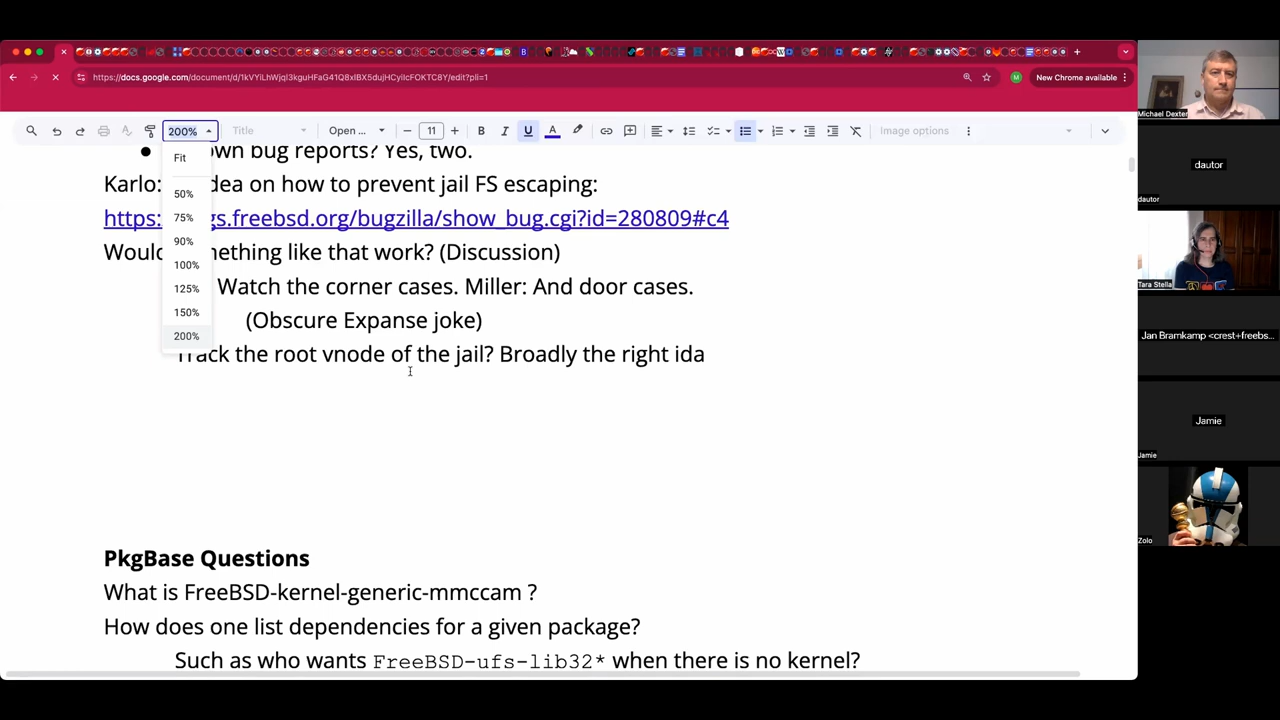 https://docs.google.com/document/d/1kVYiLhWjqI3kguHFaG41Q8xIBX5dujHCyIIcFOKTC8Y/edit?pli=1
M
New Chrome available
200%
Title
Open ...
11
B
I
U
A
Image options
Fit
50%
75%
90%
100%
125%
150%
200%
own bug reports? Yes, two.
Karlo: dea on how to prevent jail FS escaping:
https: gs.freebsd.org/bugzilla/show_bug.cgi?id=280809#c4
Would mething like that work? (Discussion)
Watch the corner cases. Miller: And door cases.
(Obscure Expanse joke)
Track the root vnode of the jail? Broadly the right ida
PkgBase Questions
What is FreeBSD-kernel-generic-mmccam ?
How does one list dependencies for a given package?
Such as who wants FreeBSD-ufs-lib32* when there is no kernel?
Michael Dexter
dautor
dautor
Tara Stella
Jan Bramkamp <crest+freebs...
Jamie
Jamie
Zolo